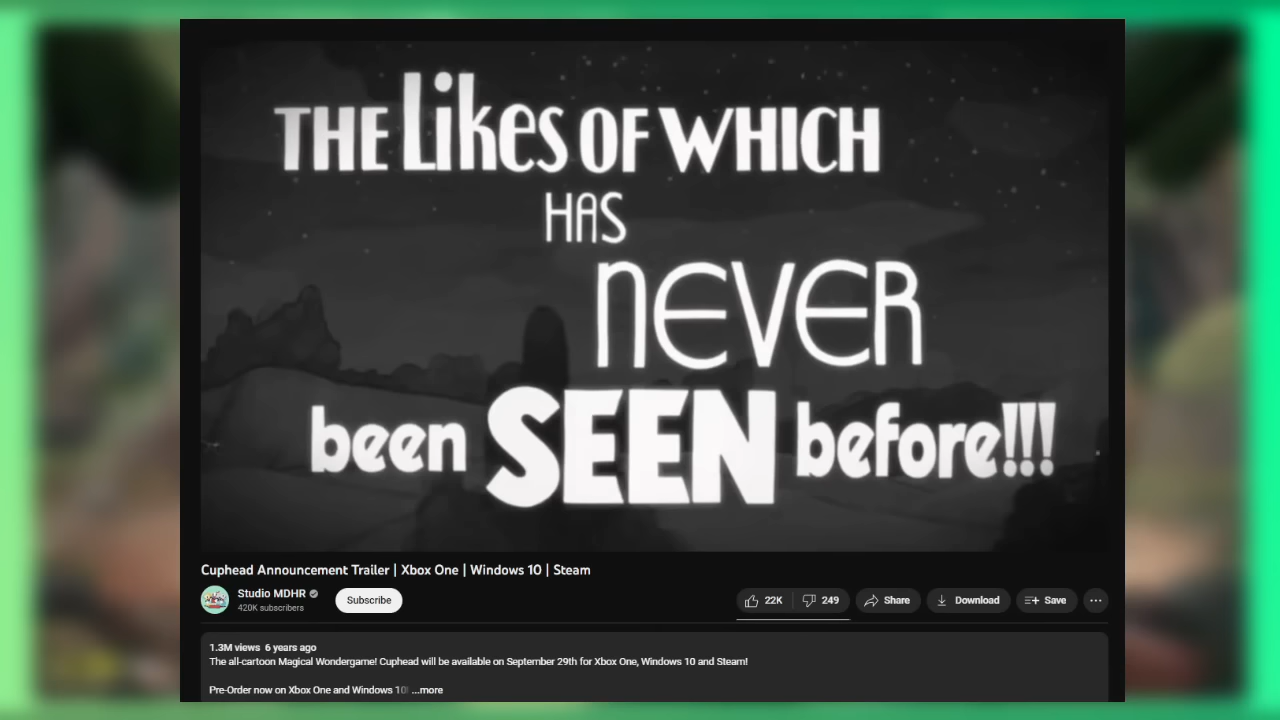 THE Likes OF WHICH
HAS
NEVER
been SEEN before!!!
Cuphead Announcement Trailer | Xbox One | Windows 10 | Steam
Studio MDHR
420K subscribers
Subscribe
22K
249
Share
Download
Save
1.3M views 6 years ago
The all-cartoon Magical Wondergame! Cuphead will be available on September 29th for Xbox One, Windows 10 and Steam!
Pre-Order now on Xbox One and Windows 10! ...more